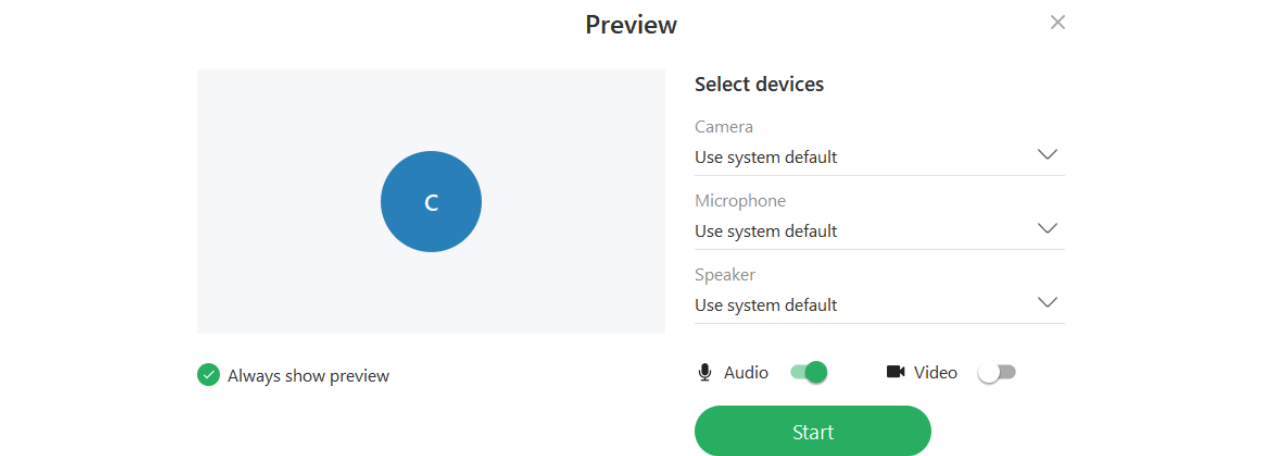 Preview
C
Always show preview
Select devices
Camera
Use system default
Microphone
Use system default
Speaker
Use system default
Audio
Video
Start